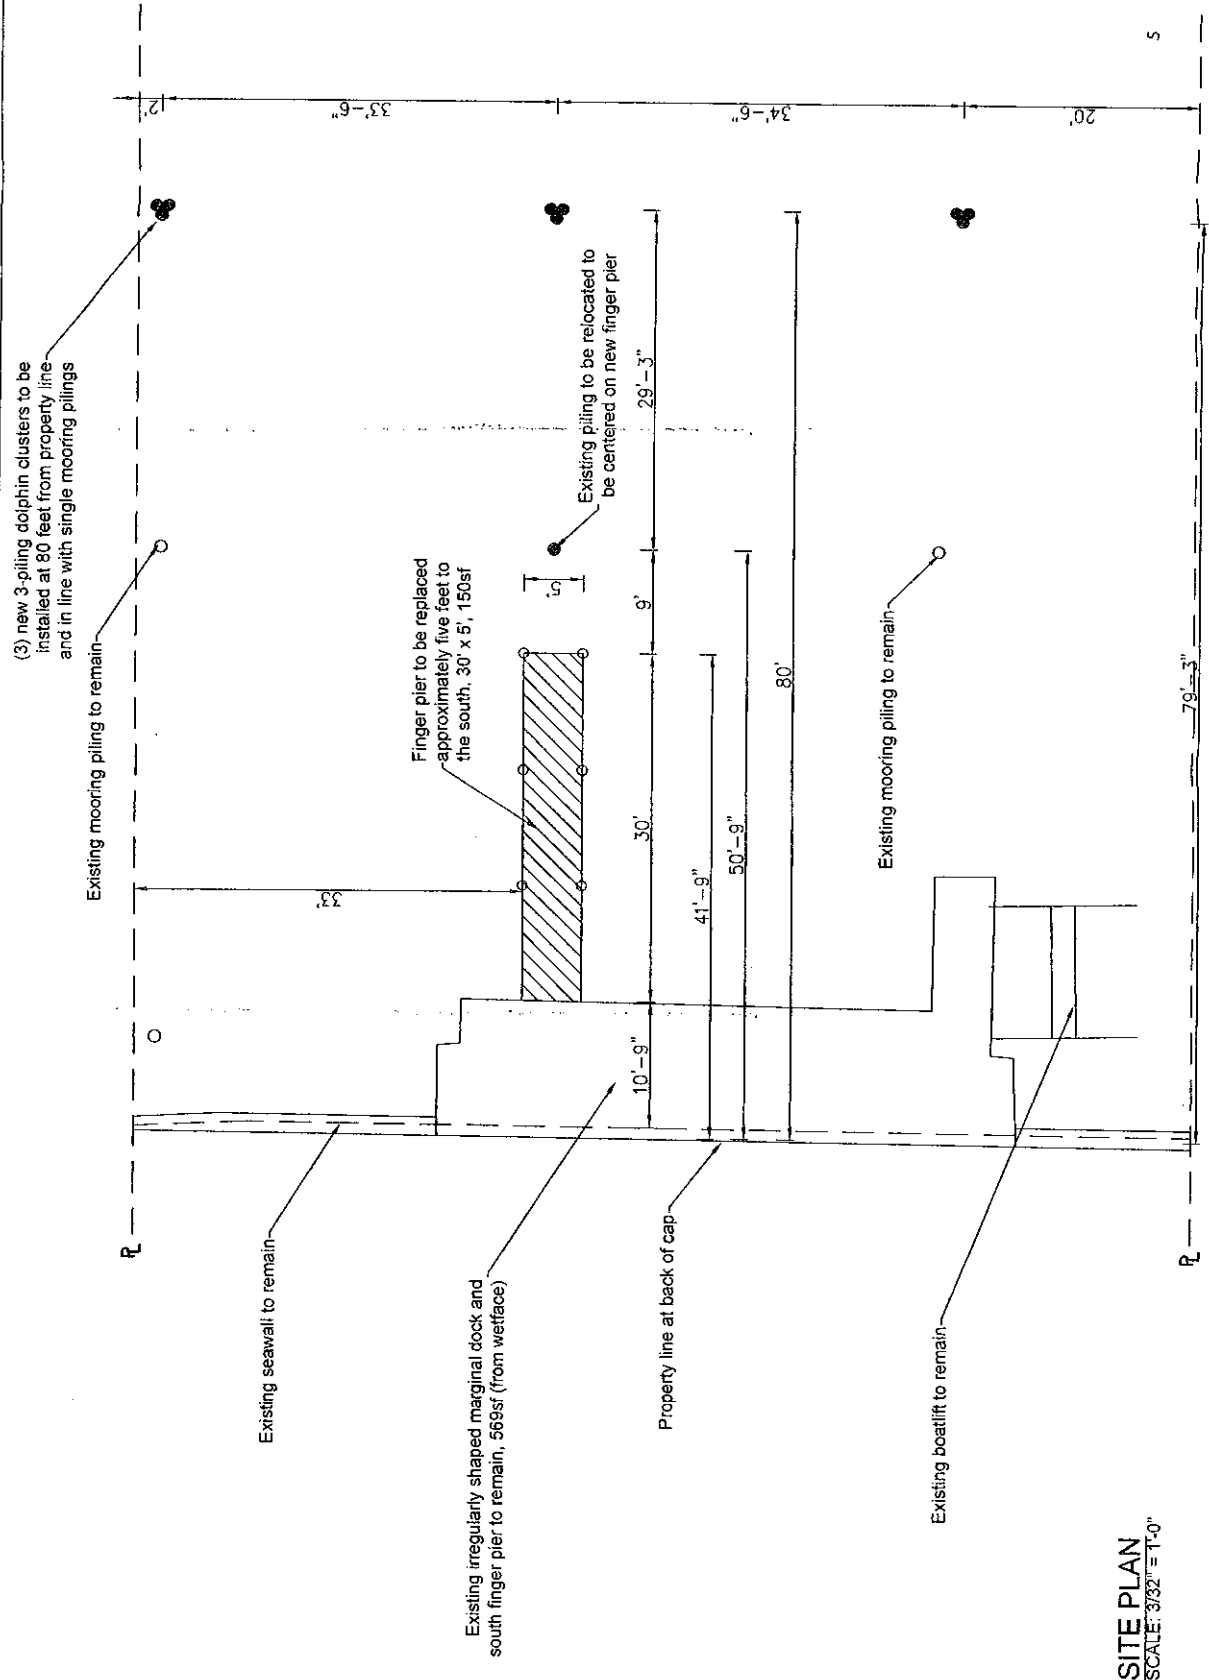 (3) new 3-piling dolphin clusters to be
installed at 80 feet from property line
and in line with single mooring pilings
Existing mooring piling to remain
Finger pier to be replaced
approximately five feet to
the south, 30' x 5', 150sf
Existing piling to be relocated to
be centered on new finger pier
Existing mooring piling to remain
Existing seawall to remain
Existing irregularly shaped marginal dock and
south finger pier to remain, 569sf (from wetface)
Property line at back of cap
Existing boatlift to remain
2'
33'-6"
34'-6"
20'
33'
5'
10'-9"
30'
9'
29'-3"
41'-9"
50'-9"
80'
79'-3"
PL
PL
S
SITE PLAN
SCALE: 3/32" = 1'-0"